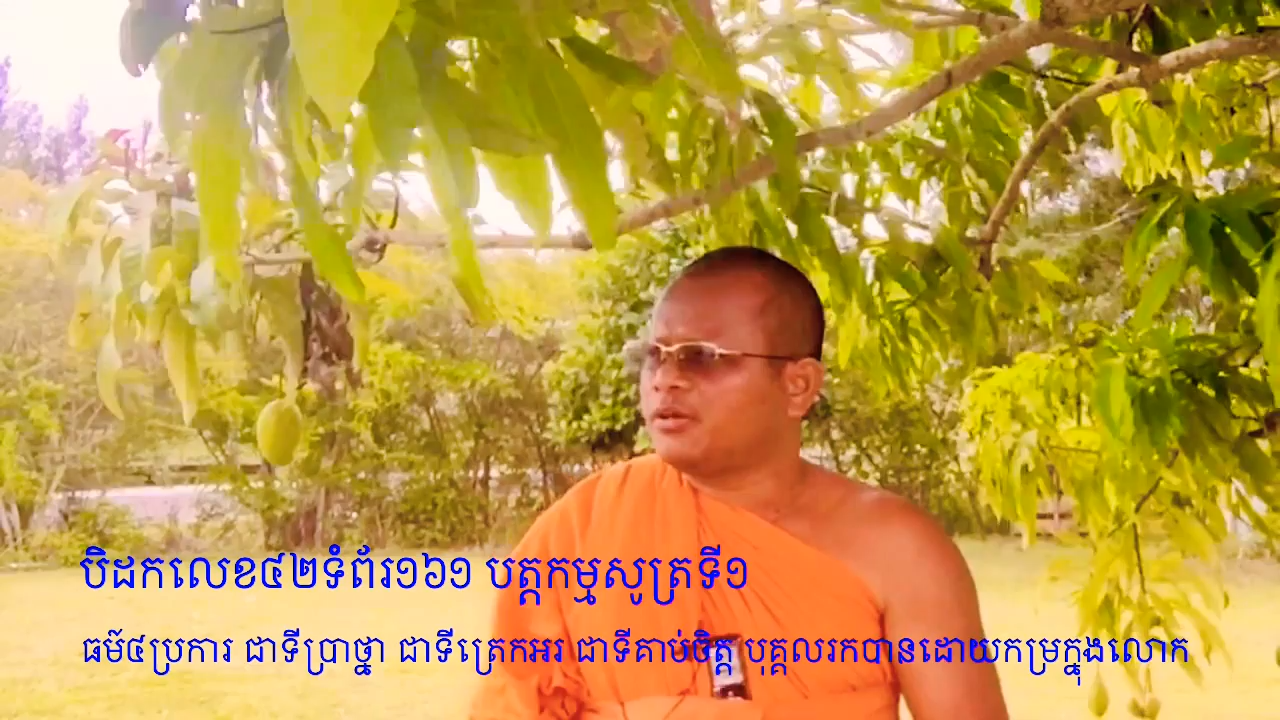 បិដកលេខ៤២ទំព័រ១៦១ បត្តកម្មសូត្រទី១
ធម៌៤ប្រការ ជាទីប្រាថ្នា ជាទីត្រេកអរ ជាទីគាប់ចិត្ត បុគ្គលរកបានដោយកម្រក្នុងលោក